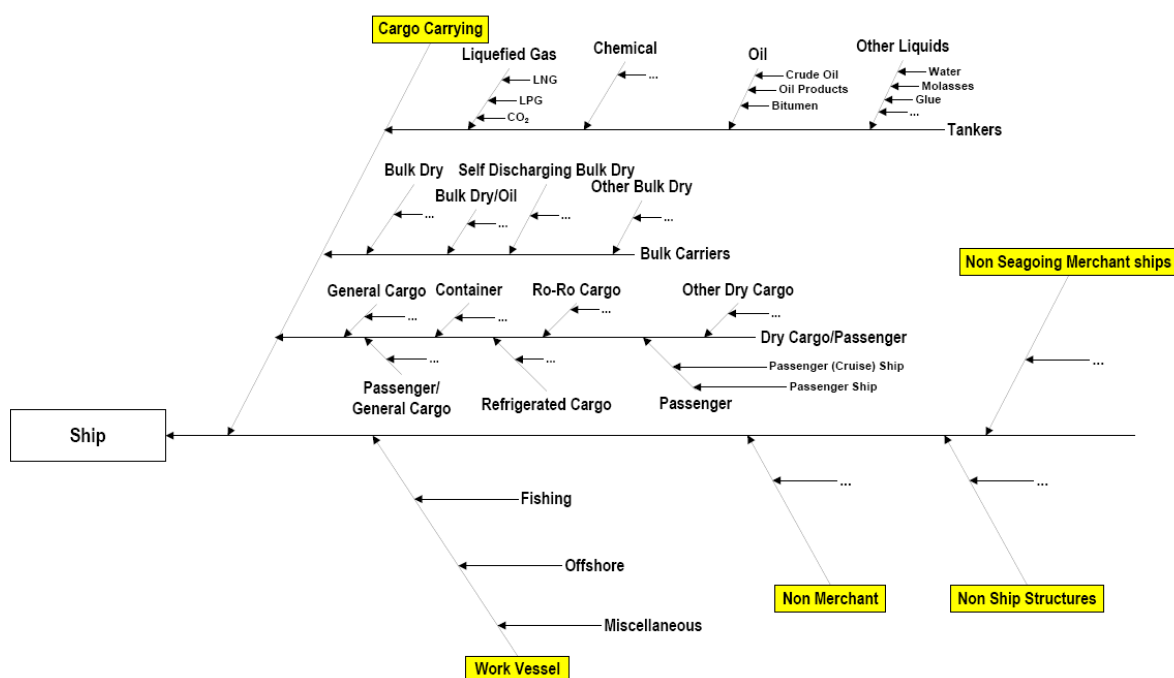 Cargo Carrying
Liquefied Gas
LNG
LPG
CO₂
Chemical
...
Oil
Crude Oil
Oil Products
Bitumen
Other Liquids
Water
Molasses
Glue
...
Tankers
Bulk Dry
...
Bulk Dry/Oil
...
Self Discharging Bulk Dry
...
Other Bulk Dry
...
Bulk Carriers
Non Seagoing Merchant ships
...
General Cargo
...
Container
...
Ro-Ro Cargo
...
Other Dry Cargo
...
Dry Cargo/Passenger
...
Passenger/
General Cargo
...
Refrigerated Cargo
Passenger (Cruise) Ship
Passenger Ship
Passenger
Ship
Fishing
Offshore
Miscellaneous
Work Vessel
...
Non Merchant
...
Non Ship Structures